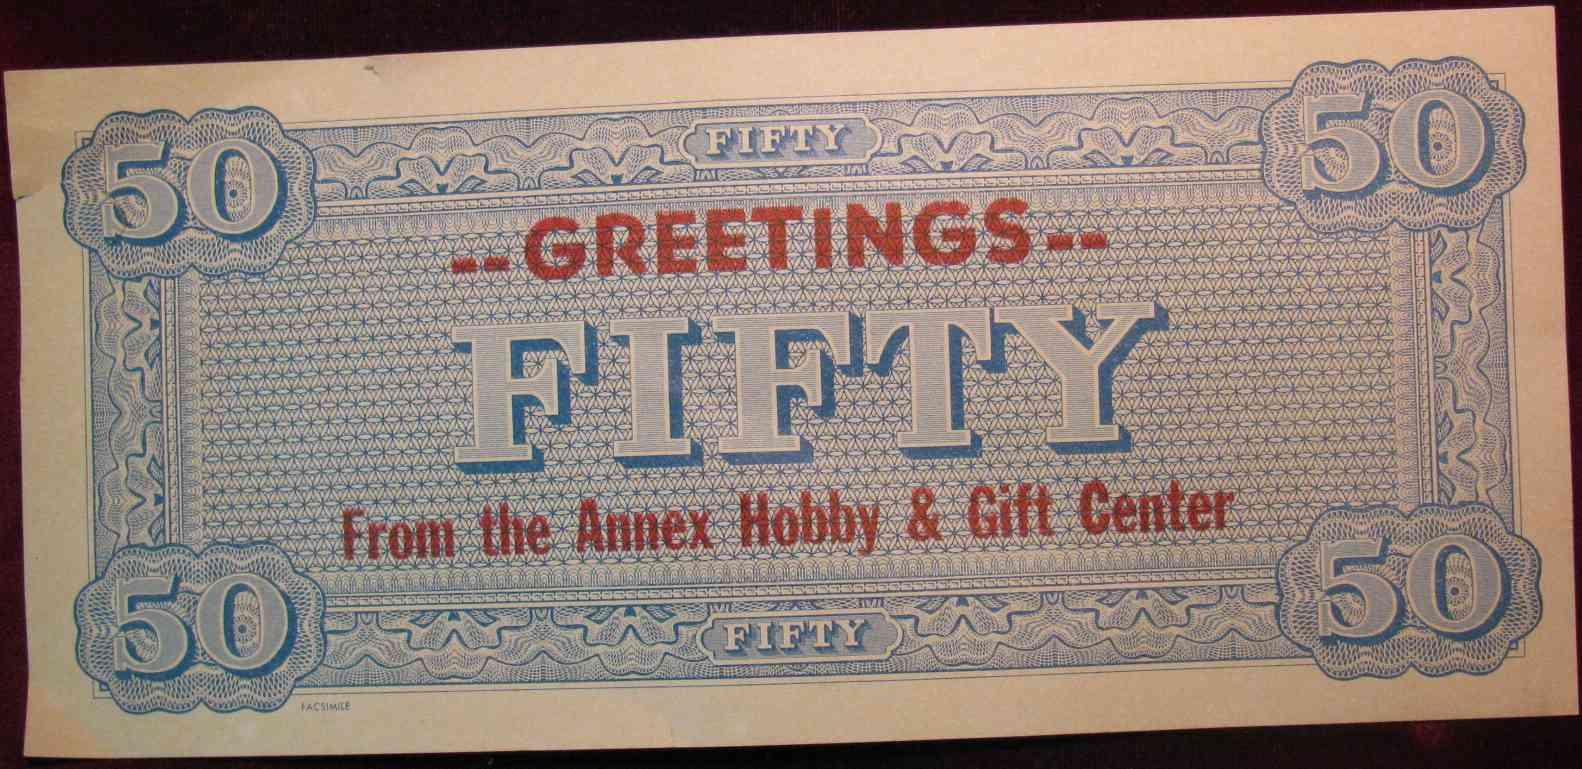 50 FIFTY 50
--GREETINGS--
FIFTY
From the Annex Hobby & Gift Center
50 FIFTY 50
FACSIMILE